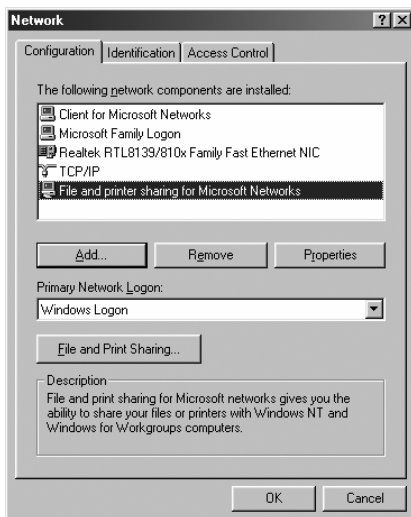 Network
Configuration Identification Access Control
The following network components are installed:
Client for Microsoft Networks
Microsoft Family Logon
Realtek RTL8139/810x Family Fast Ethernet NIC
TCP/IP
File and printer sharing for Microsoft Networks
Add... Remove Properties
Primary Network Logon:
Windows Logon
File and Print Sharing...
Description
File and print sharing for Microsoft networks gives you the
ability to share your files or printers with Windows NT and
Windows for Workgroups computers.
OK Cancel